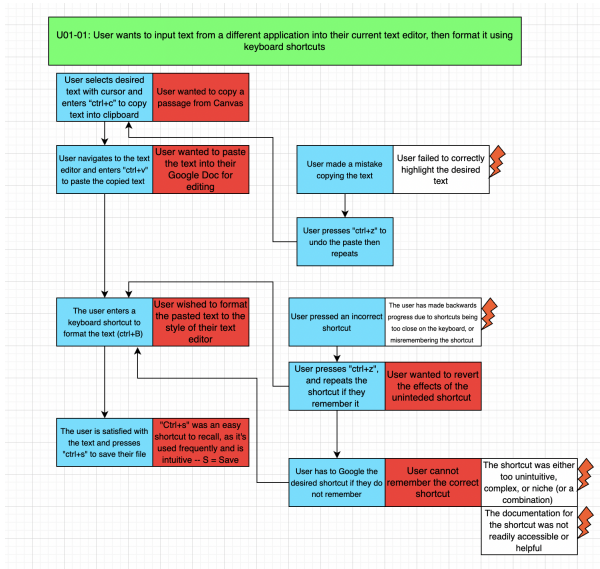 U01-01: User wants to input text from a different application into their current text editor, then format it using
keyboard shortcuts
User selects desired
text with cursor and
enters "ctrl+c" to copy
text into clipboard
User wanted to copy a
passage from Canvas
User navigates to the text
editor and enters "ctrl+v"
to paste the copied text
User wanted to paste
the text into their
Google Doc for
editing
User made a mistake
copying the text
User failed to correctly
highlight the desired
text
User presses "ctrl+z" to
undo the paste then
repeats
The user enters a
keyboard shortcut to
format the text (ctrl+B)
User wished to format
the pasted text to the
style of their text
editor
User pressed an incorrect
shortcut
The user has made backwards
progress due to shortcuts being
too close on the keyboard, or
misremembering the shortcut
User presses "ctrl+z",
and repeats the
shortcut if they
remember it
User wanted to revert
the effects of the
uninteded shortcut
The user is satisfied with
the text and presses
"ctrl+s" to save their file
"Ctrl+s" was an easy
shortcut to recall, as it's
used frequently and is
intuitive -- S = Save
User has to Google the
desired shortcut if they do
not remember
User cannot
remember the correct
shortcut
The shortcut was either
too unintuitive,
complex, or niche (or a
combination)
The documentation for
the shortcut was not
readily accessible or
helpful